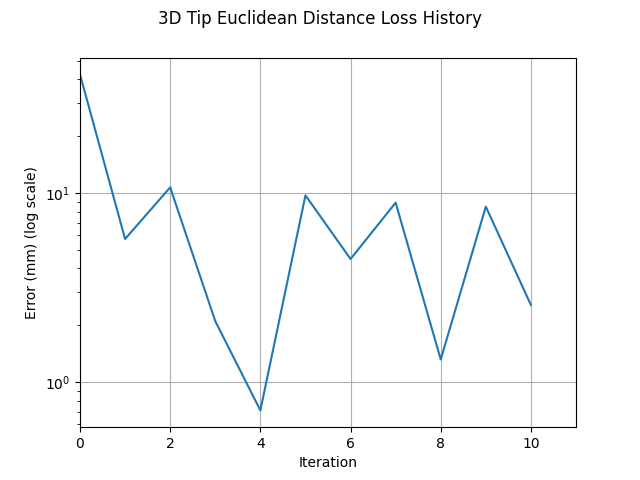 3D Tip Euclidean Distance Loss History
Error (mm) (log scale)
10¹
10⁰
0 2 4 6 8 10
Iteration